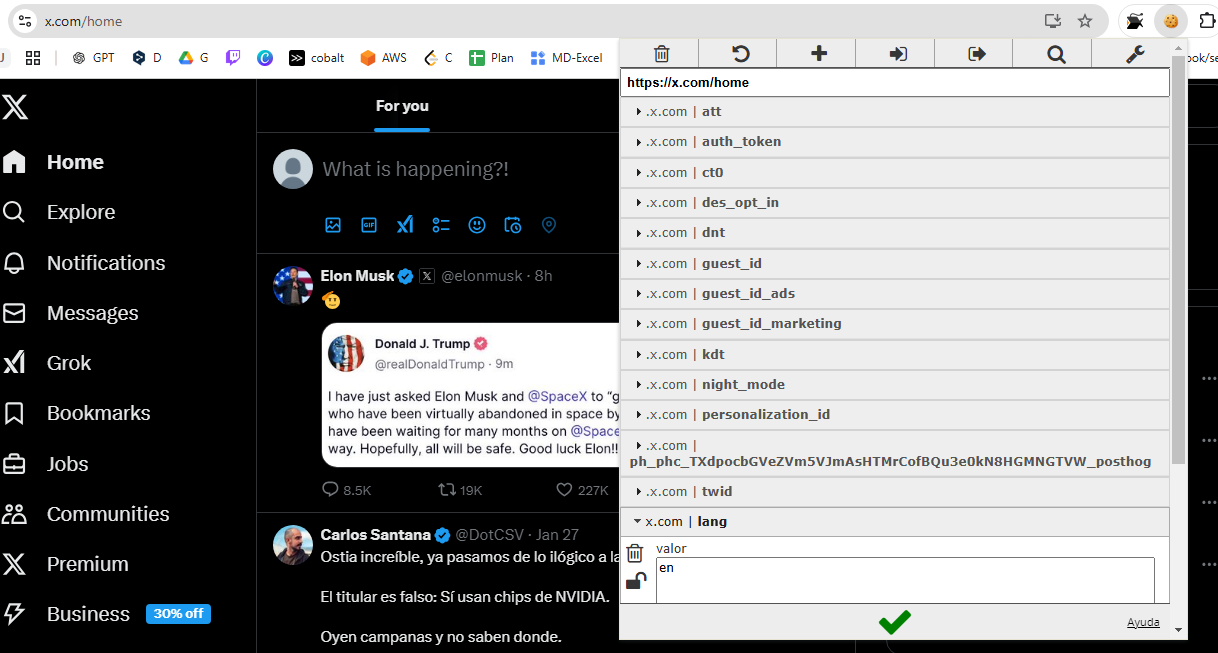 x.com/home
GPT
D
G
cobalt
AWS
C
Plan
MD-Excel
ook/se
Home
Explore
Notifications
Messages
Grok
Bookmarks
Jobs
Communities
Premium
Business 30% off
For you
What is happening?!
GIF
Elon Musk @elonmusk · 8h
Donald J. Trump
@realDonaldTrump · 9m
I have just asked Elon Musk and @SpaceX to "g
who have been virtually abandoned in space by
have been waiting for many months on @Space
way. Hopefully, all will be safe. Good luck Elon!!
8.5K 19K 227K
Carlos Santana @DotCSV · Jan 27
Ostia increíble, ya pasamos de lo ilógico a la
El titular es falso: Sí usan chips de NVIDIA.
Oyen campanas y no saben donde.
https://x.com/home
.x.com | att
.x.com | auth_token
.x.com | ct0
.x.com | des_opt_in
.x.com | dnt
.x.com | guest_id
.x.com | guest_id_ads
.x.com | guest_id_marketing
.x.com | kdt
.x.com | night_mode
.x.com | personalization_id
.x.com |
ph_phc_TXdpocbGVeZVm5VJmAsHTMrCofBQu3e0kN8HGMNGTVW_posthog
.x.com | twid
x.com | lang
valor
en
Ayuda